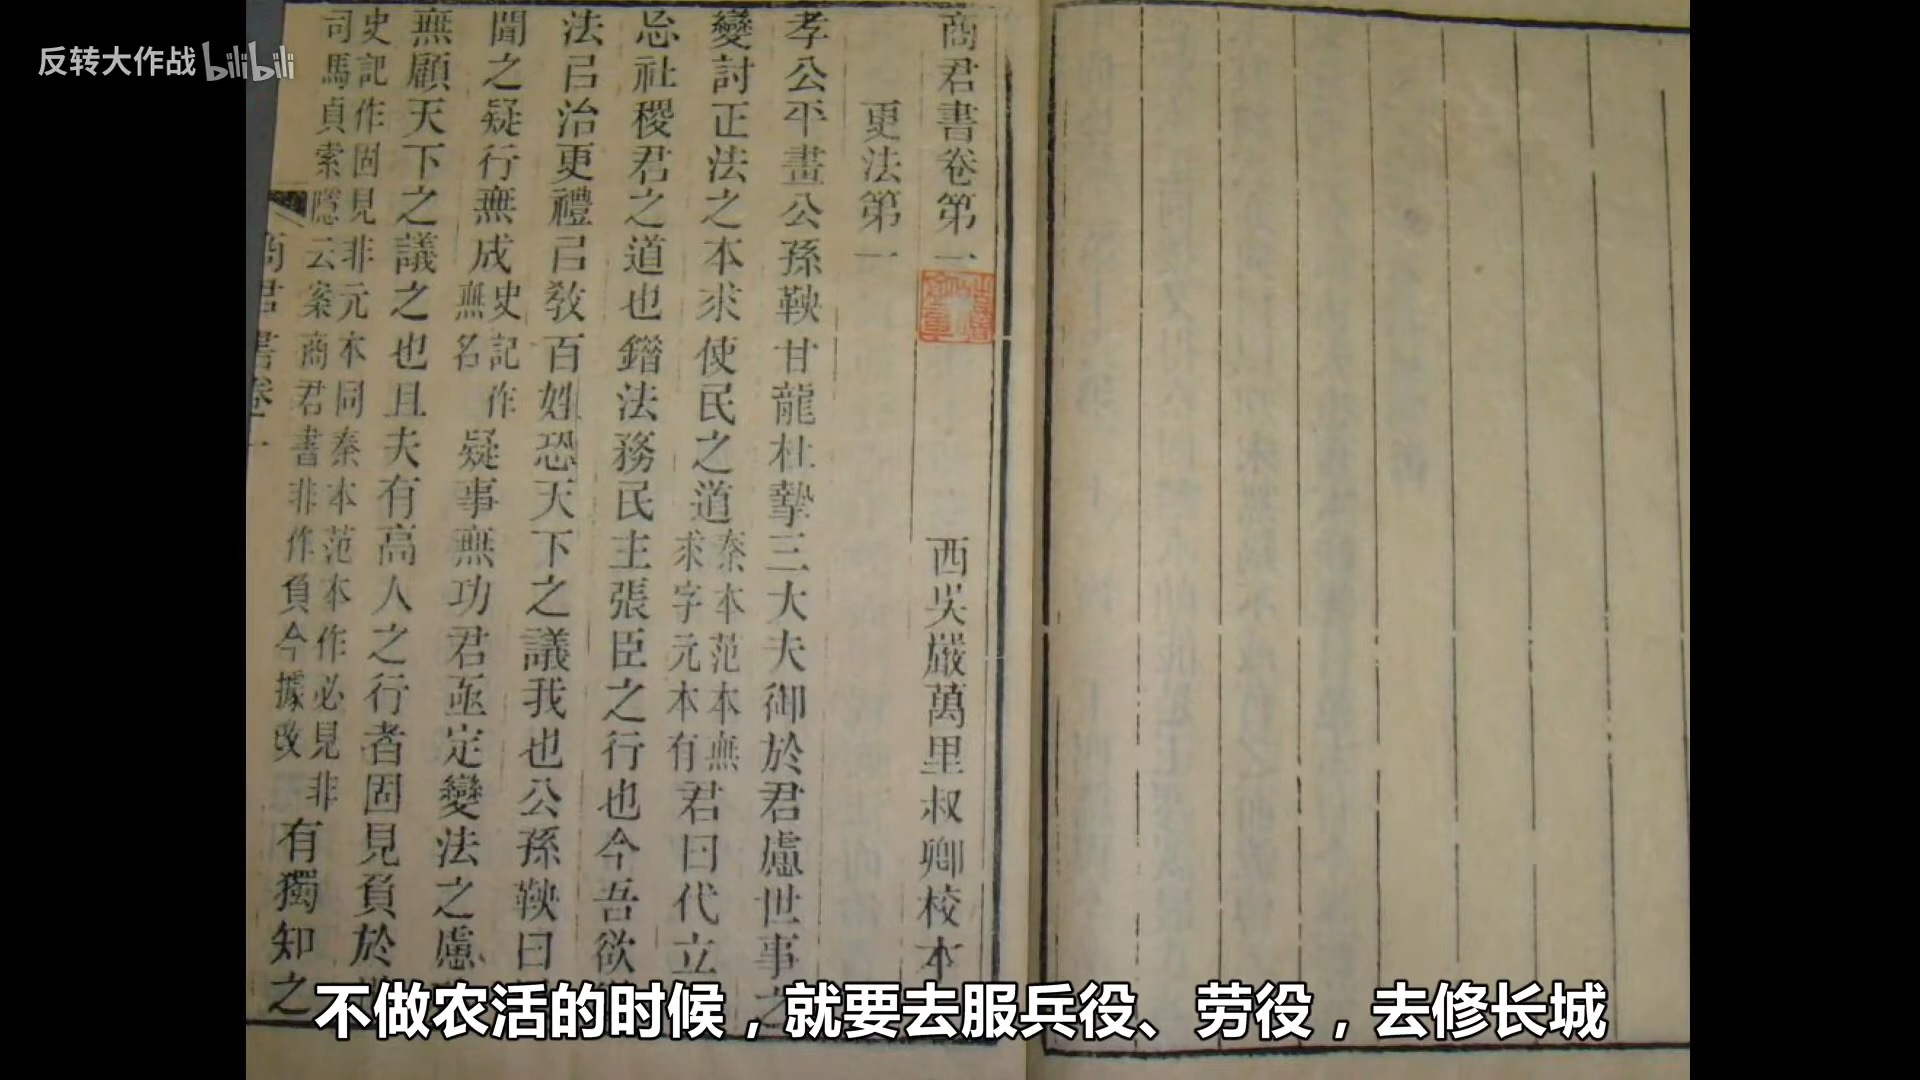 反转大作战 bilibili
商君書卷第一
西吳嚴萬里叔卿校本
更法第一
孝公平畫公孫鞅甘龍杜摯三大夫御於君慮世事之
變討正法之本求使民之道秦本范本無求字元本有君曰代立
忘社稷君之道也錯法務民主張臣之行也今吾欲
法㠯治更禮㠯敎百姓恐天下之議我也公孫鞅曰
聞之疑行無成史記作無名疑事無功君亟定變法之慮
無顧天下之議之也且夫有高人之行者固見負於
史記作固見非元本同秦本范本作必見非司馬貞索隱云案商君書非作負今據改有獨知之
商君書卷一
不做农活的时候，就要去服兵役、劳役，去修长城